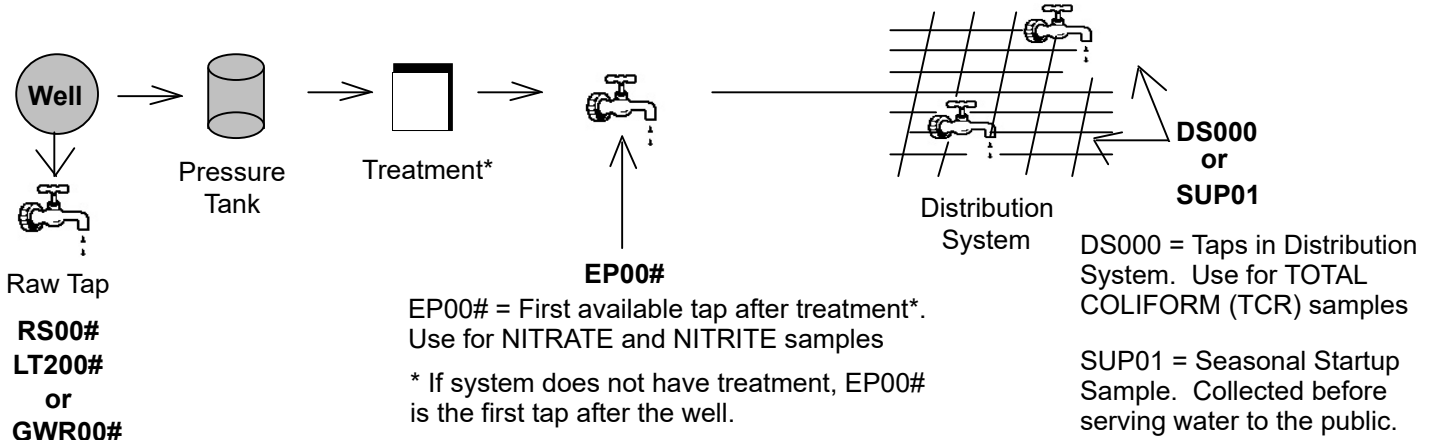 Well
Pressure
Tank
Treatment*
Raw Tap
RS00#
LT200#
or
GWR00#
EP00#
EP00# = First available tap after treatment*.
Use for NITRATE and NITRITE samples
* If system does not have treatment, EP00#
is the first tap after the well.
Distribution
System
DS000
or
SUP01
DS000 = Taps in Distribution
System. Use for TOTAL
COLIFORM (TCR) samples
SUP01 = Seasonal Startup
Sample. Collected before
serving water to the public.